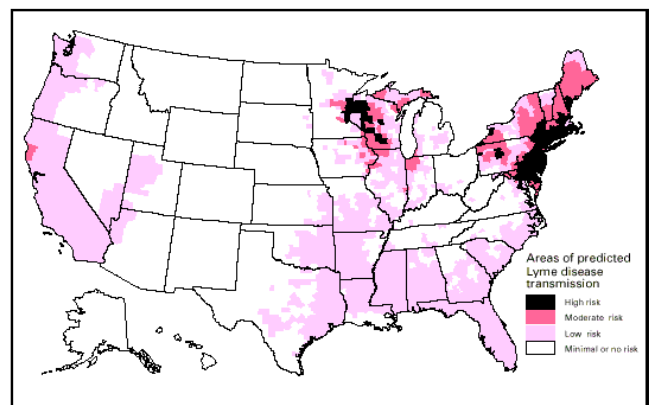 Areas of predicted
Lyme disease
transmission
High risk
Moderate risk
Low risk
Minimal or no risk